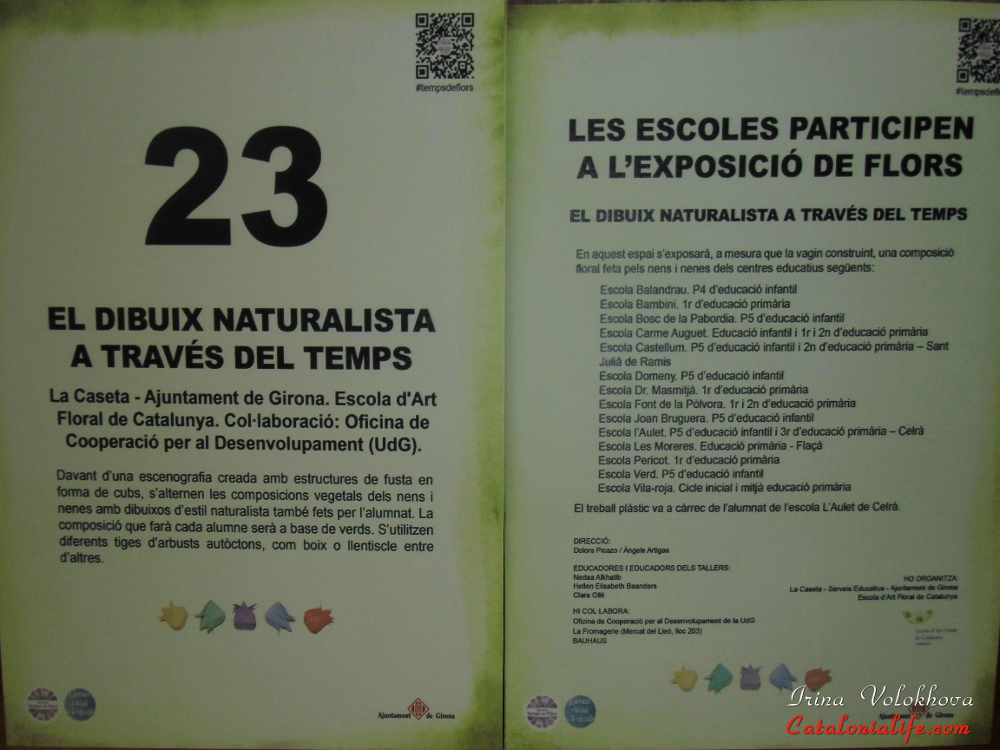 #tempsdeflors
23
EL DIBUIX NATURALISTA
A TRAVÉS DEL TEMPS
La Caseta - Ajuntament de Girona. Escola d'Art
Floral de Catalunya. Col·laboració: Oficina de
Cooperació per al Desenvolupament (UdG).
Davant d'una escenografia creada amb estructures de fusta en
forma de cubs, s'alternen les composicions vegetals dels nens i
nenes amb dibuixos d'estil naturalista també fets per l'alumnat. La
composició que farà cada alumne serà a base de verds. S'utilitzen
diferents tiges d'arbusts autòctons, com boix o llentiscle entre
d'altres.
Ajuntament de Girona
#tempsdeflors
LES ESCOLES PARTICIPEN
A L'EXPOSICIÓ DE FLORS
EL DIBUIX NATURALISTA A TRAVÉS DEL TEMPS
En aquest espai s'exposarà, a mesura que la vagin construint, una composició
floral feta pels nens i nenes dels centres educatius següents:
Escola Balandrau. P4 d'educació infantil
Escola Bambini. 1r d'educació primària
Escola Bosc de la Pabordia. P5 d'educació infantil
Escola Carme Auguet. Educació infantil i 1r i 2n d'educació primària
Escola Castellum. P5 d'educació infantil i 2n d'educació primària – Sant
Julià de Ramis
Escola Domeny. P5 d'educació infantil
Escola Dr. Masmitjà. 1r d'educació primària
Escola Font de la Pòlvora. 1r i 2n d'educació primària
Escola Joan Bruguera. P5 d'educació infantil
Escola l'Aulet. P5 d'educació infantil i 3r d'educació primària – Celrà
Escola Les Moreres. Educació primària - Flaçà
Escola Pericot. 1r d'educació primària
Escola Verd. P5 d'educació infantil
Escola Vila-roja. Cicle inicial i mitjà educació primària
El treball plàstic va a càrrec de l'alumnat de l'escola L'Aulet de Celrà.
DIRECCIÓ:
Dolors Picazo / Àngels Artigas
EDUCADORES I EDUCADORS DELS TALLERS:
Nedaa Alkhatib
Hellen Elisabeth Baanders
Clara Ollé
HI COL·LABORA:
Oficina de Cooperació per al Desenvolupament de la UdG
La Fromagerie (Mercat del Lleó, lloc 203)
BAUHAUS
HO ORGANITZA:
La Caseta - Serveis Educatius - Ajuntament de Girona
Escola d'Art Floral de Catalunya
Escola d'Art Floral
de Catalunya
Ajuntament de Girona
Irina Volokhova
Catalonialife.com